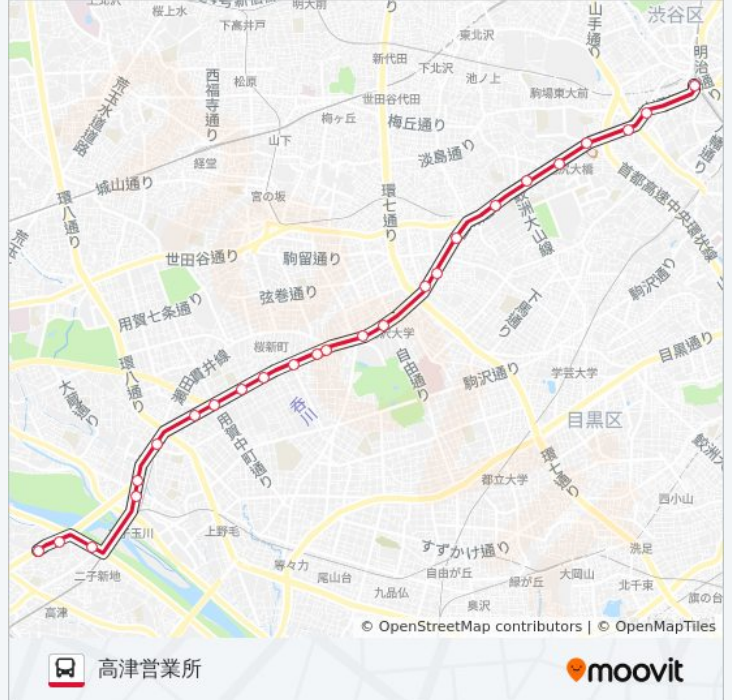 渋谷区
桜上水
下高井戸
明大前
山手通り
東北沢
明治通り
新代田
下北沢
池ノ上
松原
西福寺通り
荒玉水道道路
世田谷代田
駒場東大前
梅ヶ丘
梅丘通り
山下
淡島通り
経堂
城山通り
環八通り
宮の坂
環七通り
首都高速中央環状線
世田谷通り
駒留通り
弦巻通り
下馬通り
駒沢通り
用賀七条通り
桜新町
自由通り
目黒通り
環八通り
瀬田貫井線
駒沢通り
学芸大学
大蔵通り
呑川
用賀中町通り
目黒区
環七通り
都立大学
西小山
上野毛
すずかけ通り
洗足
二子新地
等々力
尾山台
自由が丘
緑が丘
大岡山
北千束
九品仏
奥沢
旗の台
高津
© OpenStreetMap contributors | © OpenMapTiles
高津営業所
moovit